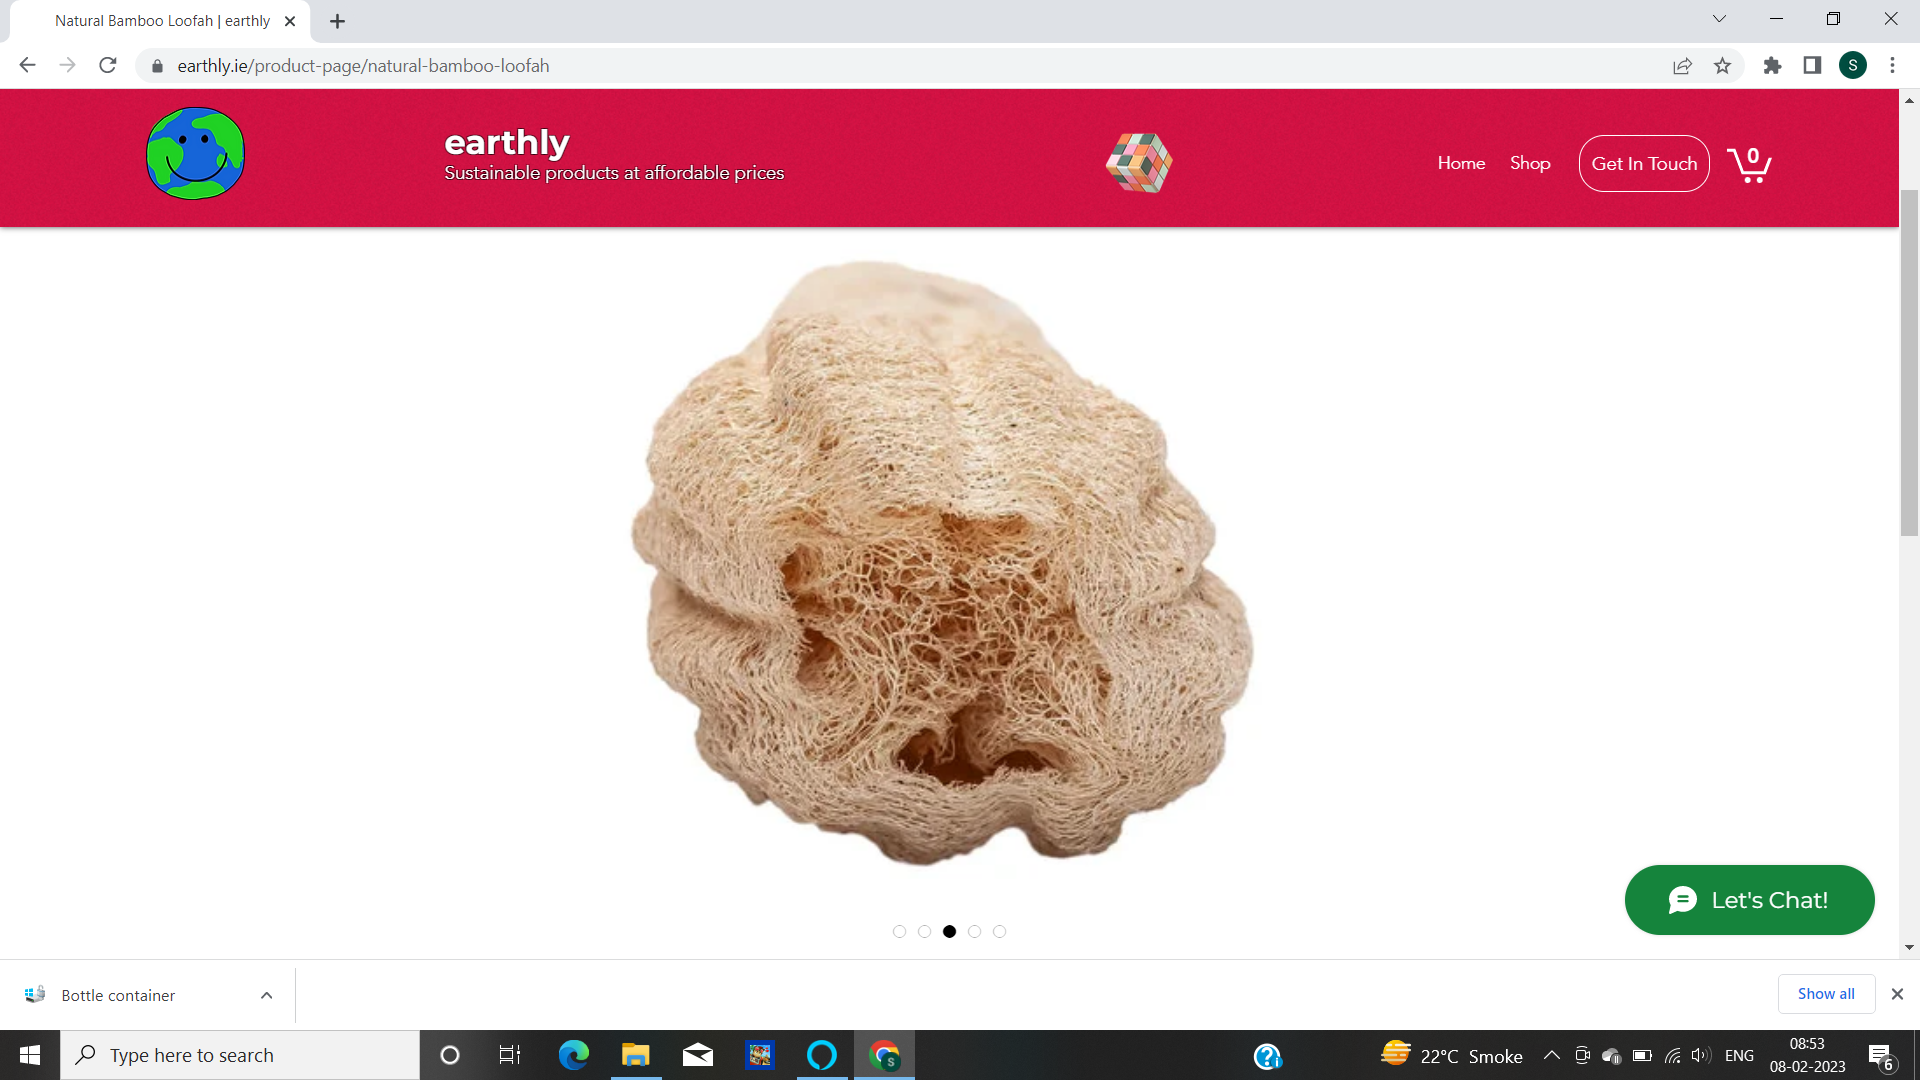 Natural Bamboo Loofah | earthly
earthly.ie/product-page/natural-bamboo-loofah
S
earthly
Sustainable products at affordable prices
Home
Shop
Get In Touch
0
Let's Chat!
Bottle container
Show all
Type here to search
S
22°C Smoke
ENG
08:53
08-02-2023
6